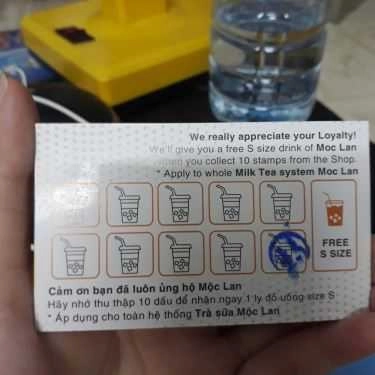 We really appreciate your Loyalty!
We'll give you a free S size drink of Moc Lan
when you collect 10 stamps from the Shop.
* Apply to whole Milk Tea system Moc Lan
FREE
S SIZE
Cảm ơn bạn đã luôn ủng hộ Mộc Lan
Hãy nhớ thu thập 10 dấu để nhận ngay 1 ly đồ uống size S
* Áp dụng cho toàn hệ thống Trà sữa Mộc Lan